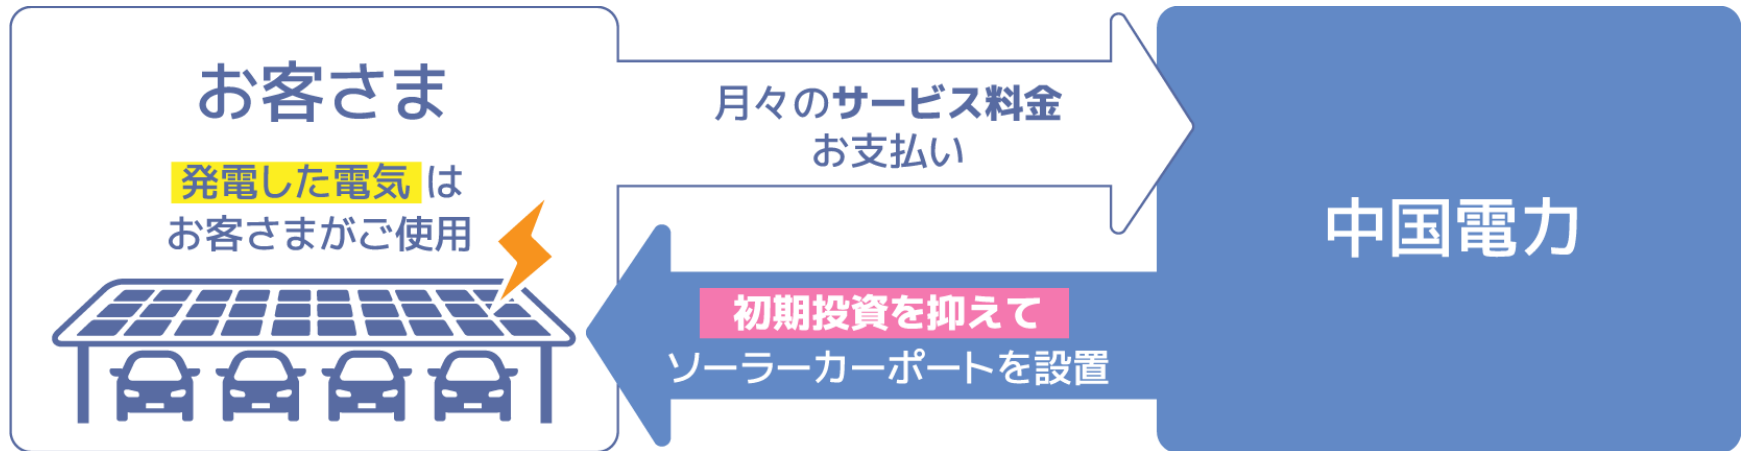 お客さま
発電した電気は
お客さまがご使用
月々のサービス料金
お支払い
初期投資を抑えて
ソーラーカーポートを設置
中国電力